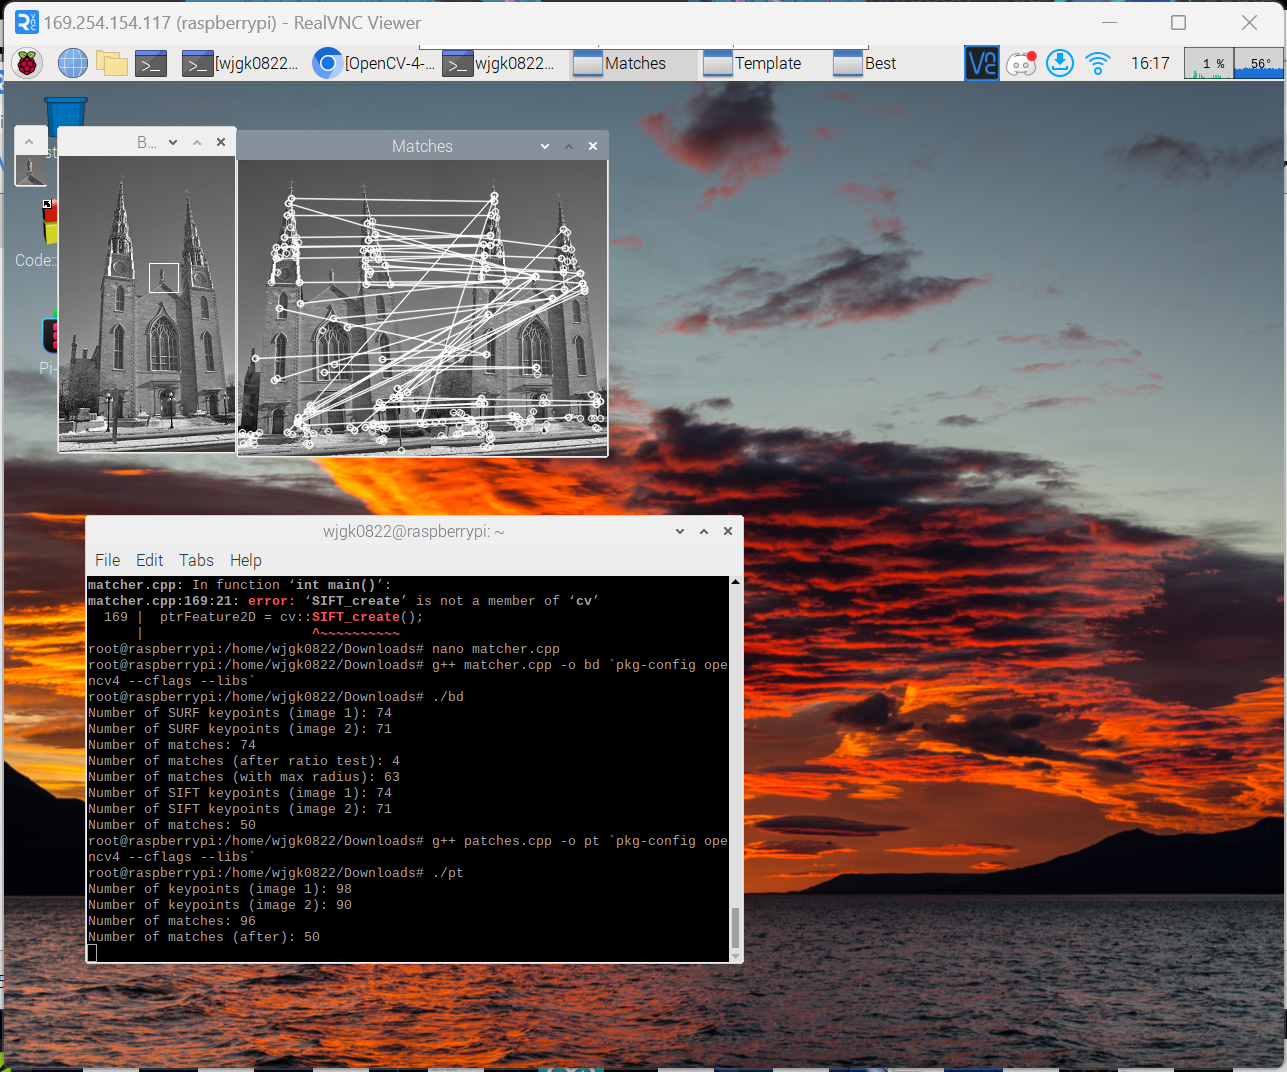 169.254.154.117 (raspberrypi) - RealVNC Viewer
[wjgk0822... [OpenCV-4-... wjgk0822... Matches Template Best 16:17 1 % 56°
B...
Matches
Code::
Pi-
wjgk0822@raspberrypi: ~
File Edit Tabs Help
matcher.cpp: In function ‘int main()’:
matcher.cpp:169:21: error: ‘SIFT_create’ is not a member of ‘cv’
169 | ptrFeature2D = cv::SIFT_create();
| ^~~~~~~~~~~
root@raspberrypi:/home/wjgk0822/Downloads# nano matcher.cpp
root@raspberrypi:/home/wjgk0822/Downloads# g++ matcher.cpp -o bd `pkg-config ope
ncv4 --cflags --libs`
root@raspberrypi:/home/wjgk0822/Downloads# ./bd
Number of SURF keypoints (image 1): 74
Number of SURF keypoints (image 2): 71
Number of matches: 74
Number of matches (after ratio test): 4
Number of matches (with max radius): 63
Number of SIFT keypoints (image 1): 74
Number of SIFT keypoints (image 2): 71
Number of matches: 50
root@raspberrypi:/home/wjgk0822/Downloads# g++ patches.cpp -o pt `pkg-config ope
ncv4 --cflags --libs`
root@raspberrypi:/home/wjgk0822/Downloads# ./pt
Number of keypoints (image 1): 98
Number of keypoints (image 2): 90
Number of matches: 96
Number of matches (after): 50